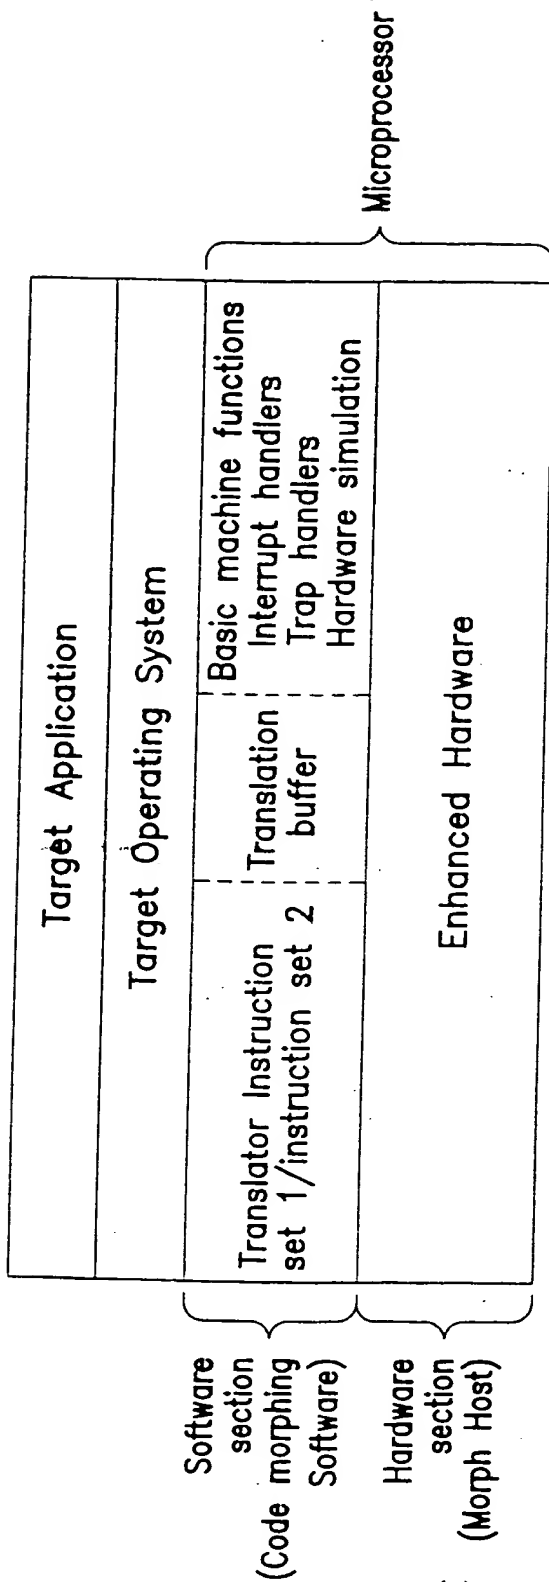 Target Application
Target Operating System
Software
section
(Code morphing
Software)
Translator Instruction
set 1/instruction set 2
Translation
buffer
Basic machine functions
Interrupt handlers
Trap handlers
Hardware simulation
Microprocessor
Hardware
section
(Morph Host)
Enhanced Hardware